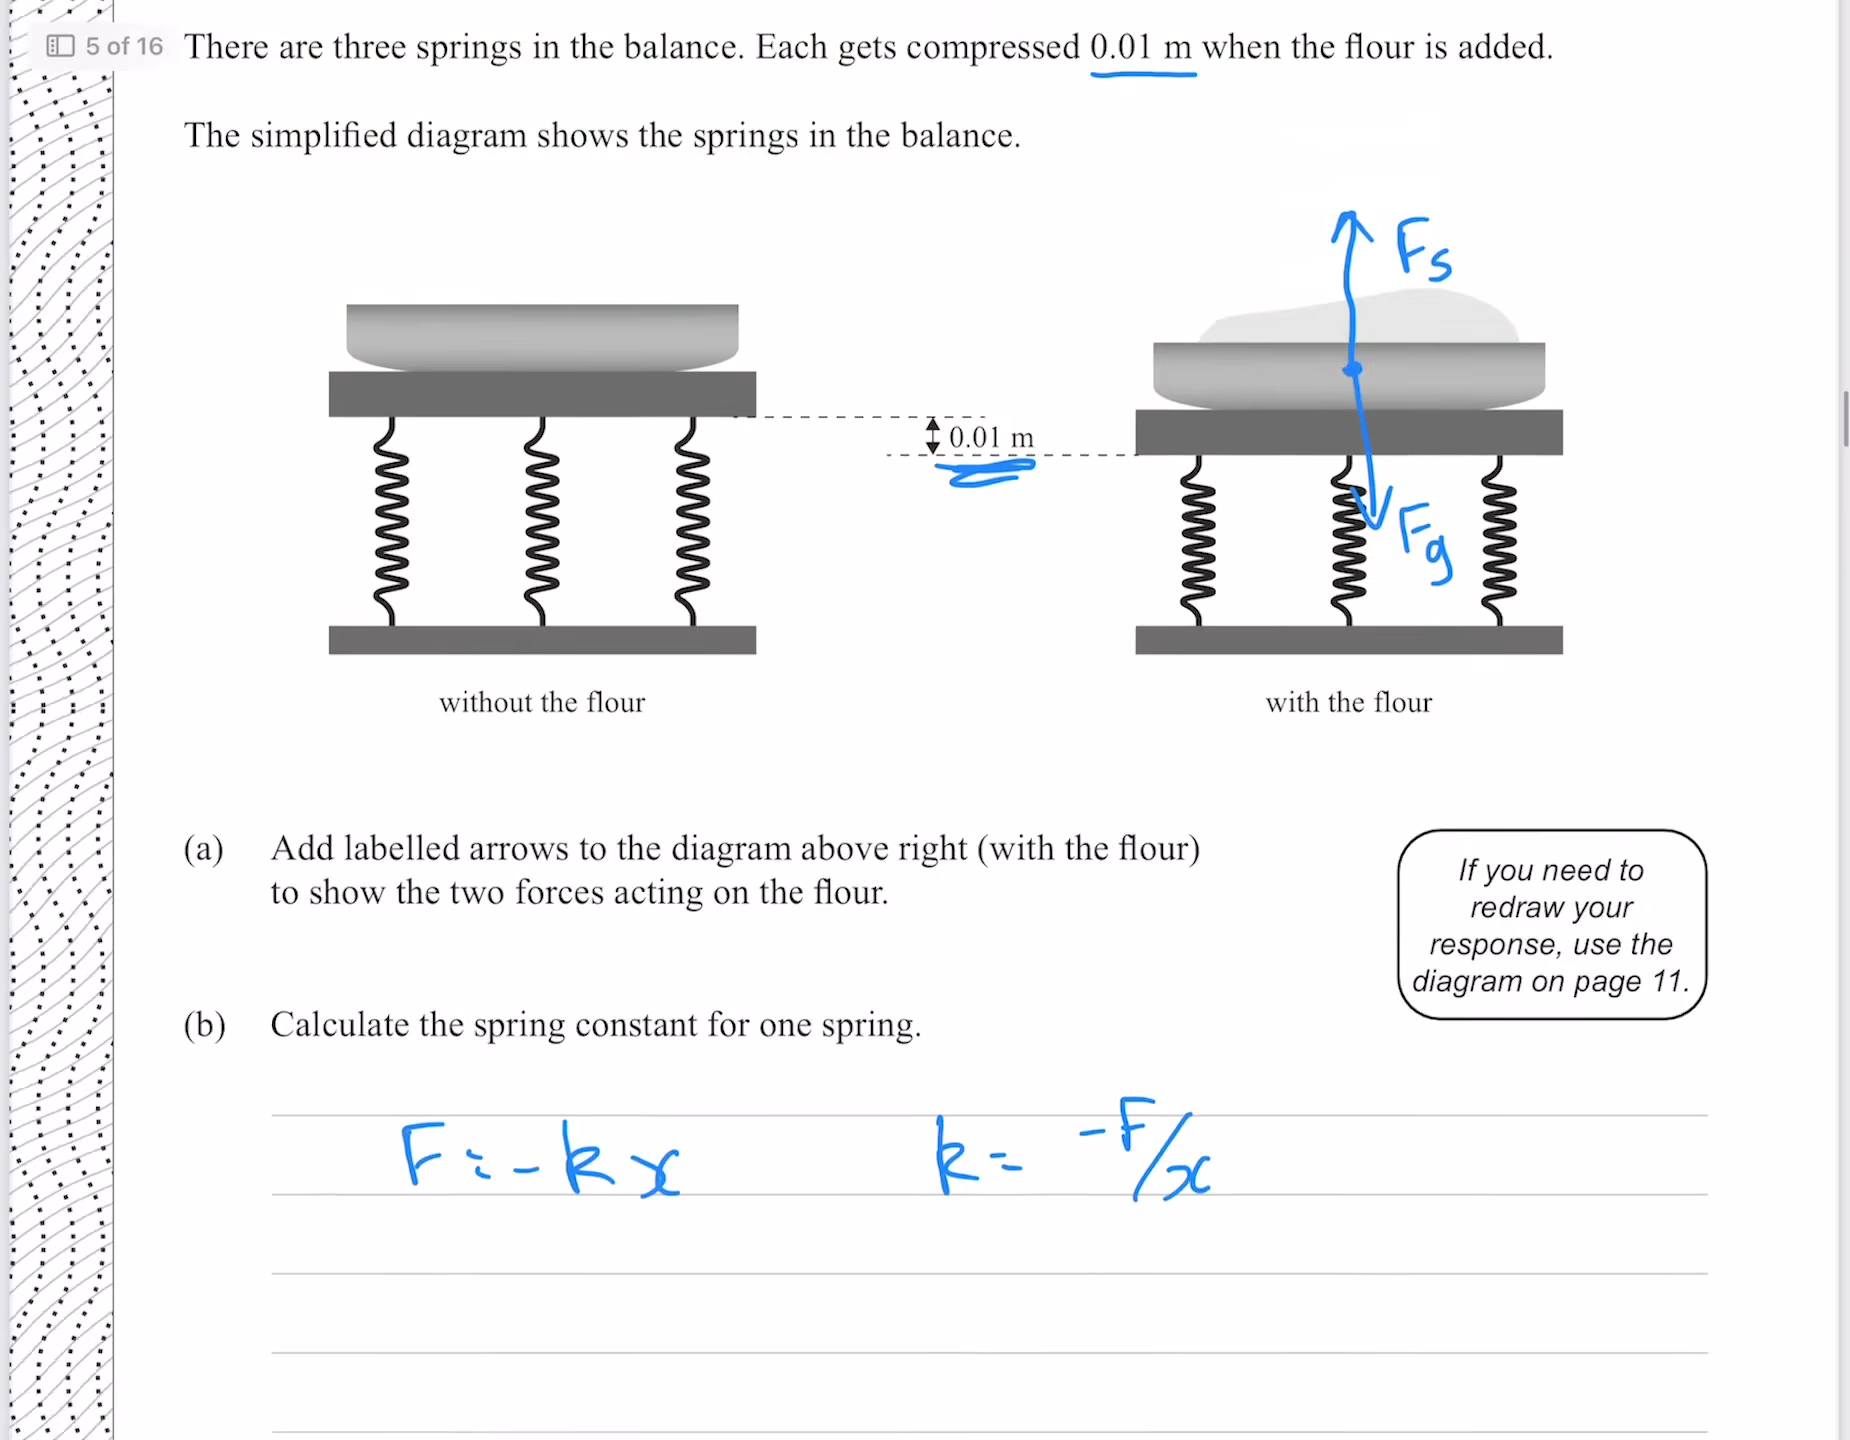 5 of 16
There are three springs in the balance. Each gets compressed 0.01 m when the flour is added.
The simplified diagram shows the springs in the balance.
Fs
0.01 m
Fg
without the flour
with the flour
(a) Add labelled arrows to the diagram above right (with the flour)
to show the two forces acting on the flour.
If you need to
redraw your
response, use the
diagram on page 11.
(b) Calculate the spring constant for one spring.
F = -kx k = -F/x